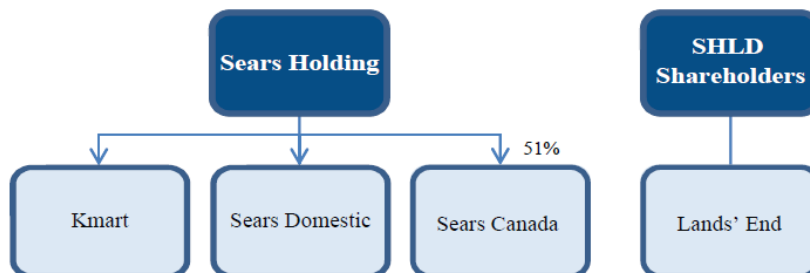 Sears Holding
SHLD
Shareholders
51%
Kmart
Sears Domestic
Sears Canada
Lands’ End